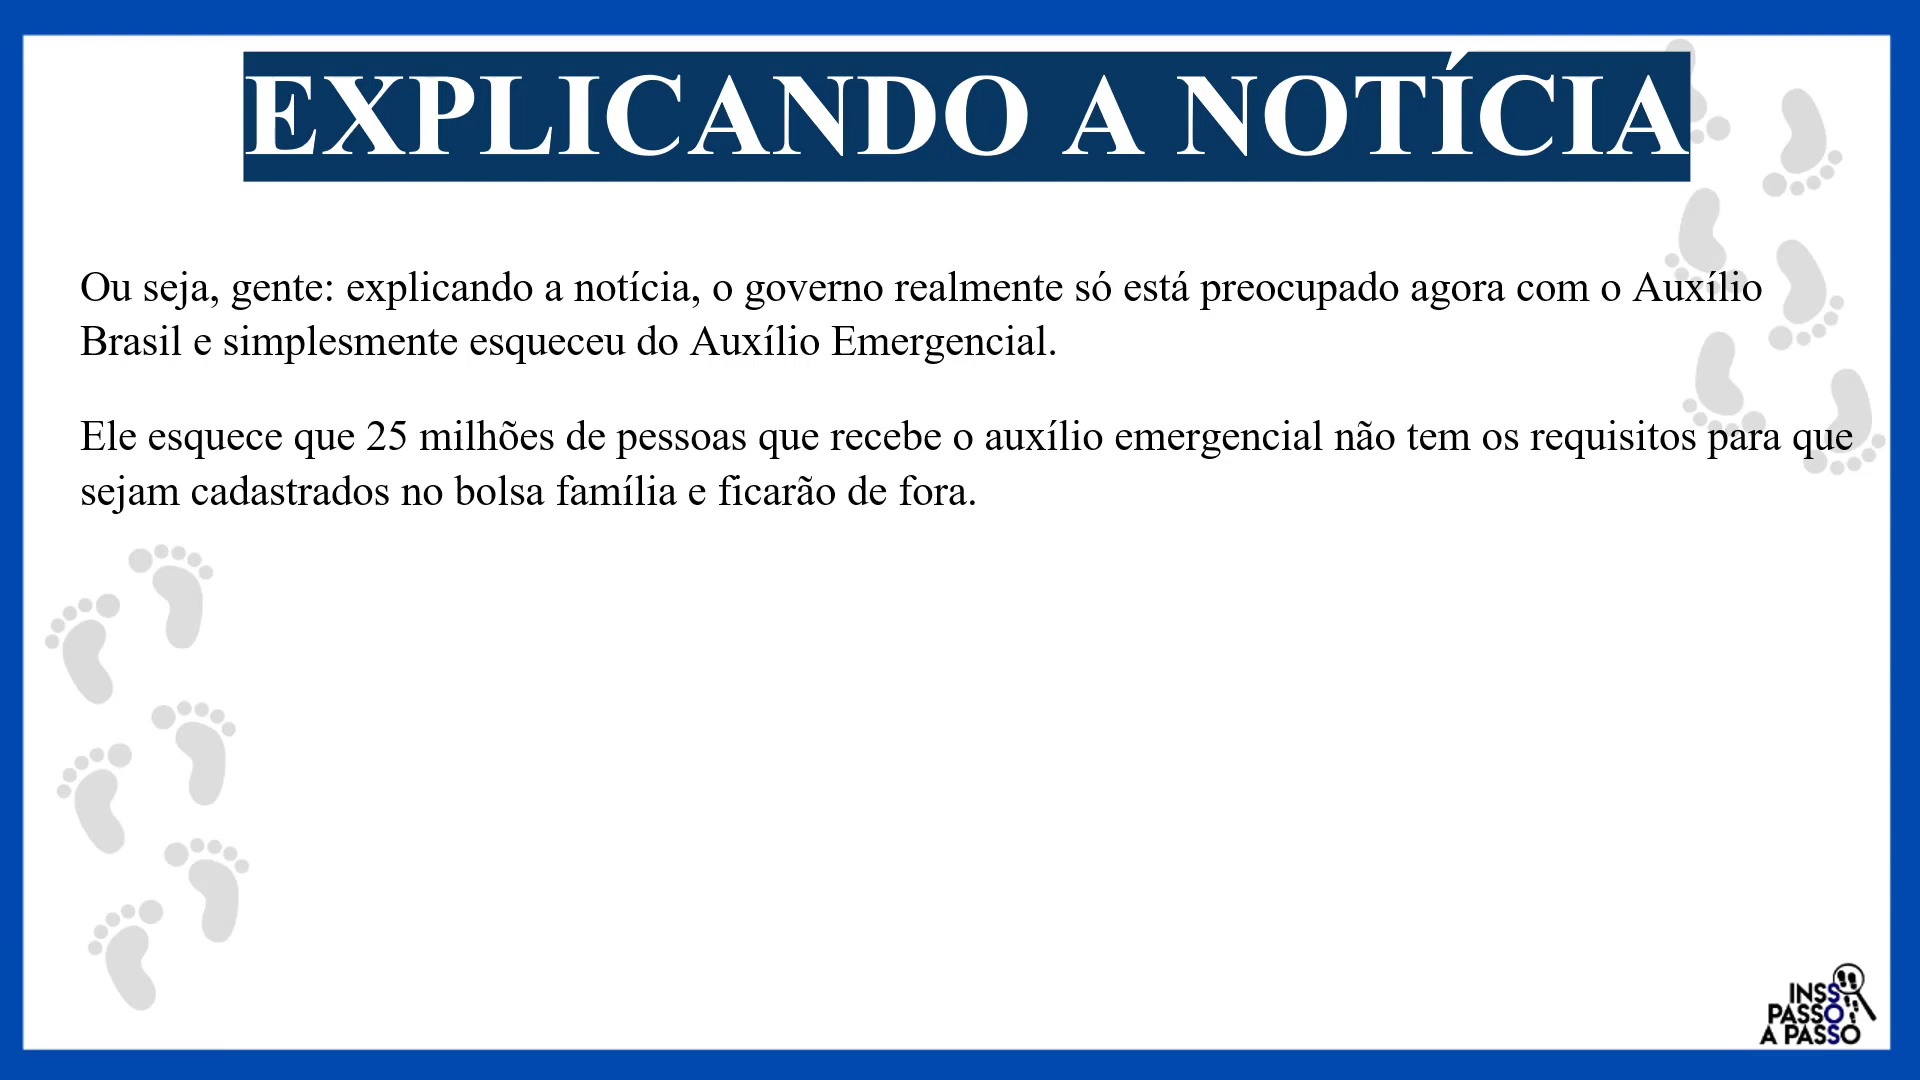 EXPLICANDO A NOTÍCIA
Ou seja, gente: explicando a notícia, o governo realmente só está preocupado agora com o Auxílio
Brasil e simplesmente esqueceu do Auxílio Emergencial.
Ele esquece que 25 milhões de pessoas que recebe o auxílio emergencial não tem os requisitos para que
sejam cadastrados no bolsa família e ficarão de fora.
INSS
PASSO
A PASSO